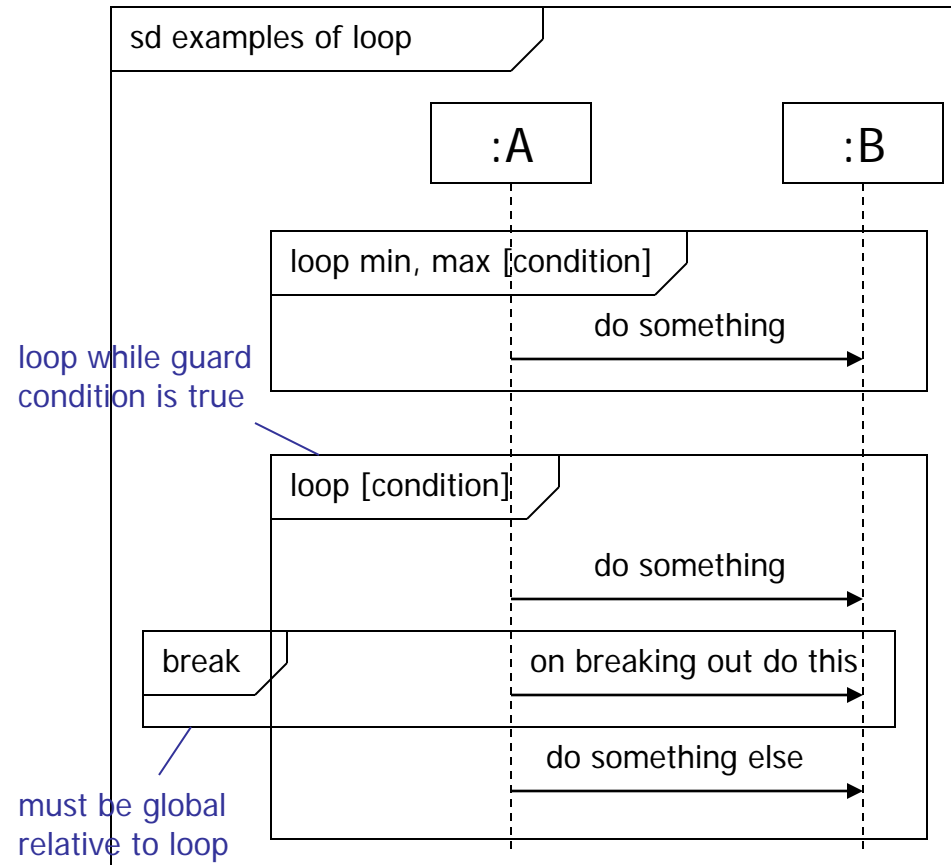 sd examples of loop
:A
:B
loop min, max [condition]
do something
loop while guard
condition is true
loop [condition]
do something
break
on breaking out do this
do something else
must be global
relative to loop